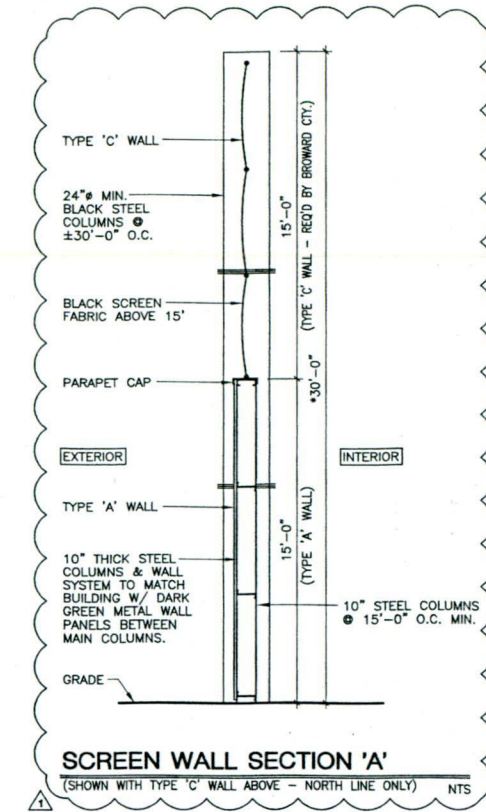 TYPE 'C' WALL
24"ø MIN.
BLACK STEEL
COLUMNS @
±30'-0" O.C.
BLACK SCREEN
FABRIC ABOVE 15'
PARAPET CAP
EXTERIOR
TYPE 'A' WALL
10" THICK STEEL
COLUMNS & WALL
SYSTEM TO MATCH
BUILDING W/ DARK
GREEN METAL WALL
PANELS BETWEEN
MAIN COLUMNS.
GRADE
15'-0"
(TYPE 'C' WALL - REQ'D BY BROWARD CTY.)
*30'-0"
INTERIOR
15'-0"
(TYPE 'A' WALL)
10" STEEL COLUMNS
@ 15'-0" O.C. MIN.
SCREEN WALL SECTION 'A'
(SHOWN WITH TYPE 'C' WALL ABOVE - NORTH LINE ONLY)
NTS
1